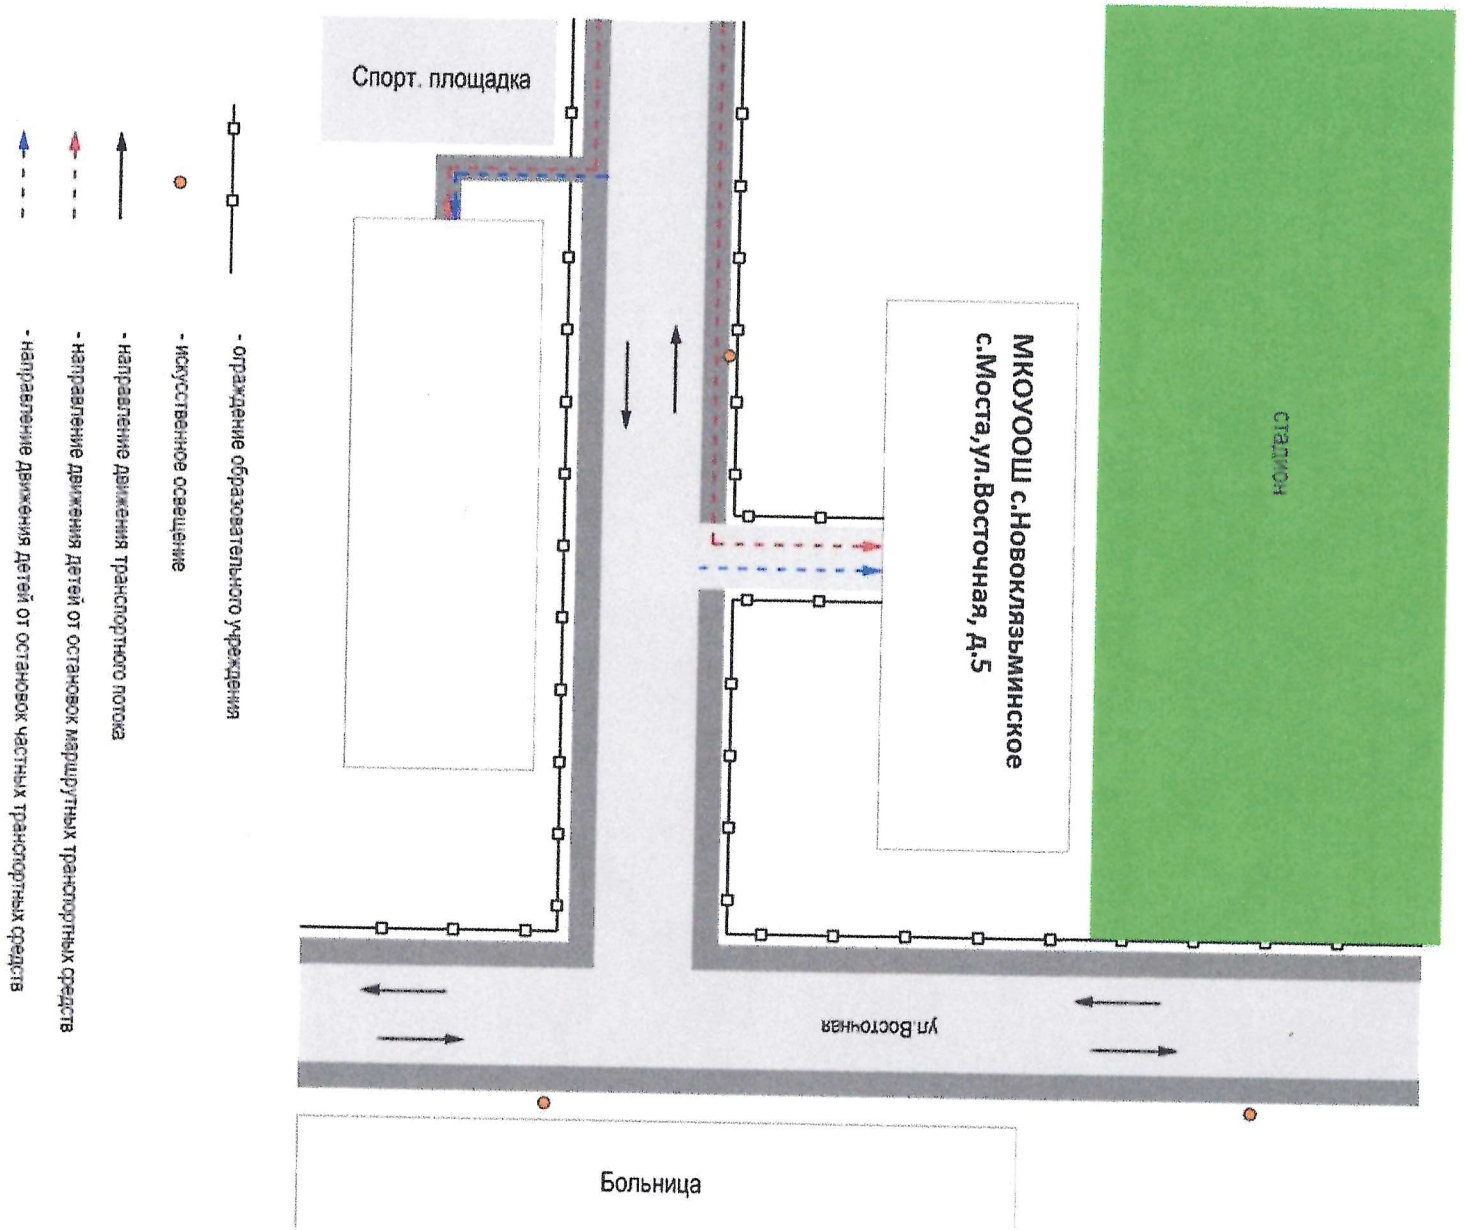 Спорт. площадка
МКОУООШ с.Новоклязьминское
с.Моста,ул.Восточная, д.5
стадион
ул.Восточная
Больница
- ограждение образовательного учреждения
- искусственное освещение
- направление движения транспортного потока
- направление движения детей от остановок маршрутных транспортных средств
- направление движения детей от остановок частных транспортных средств